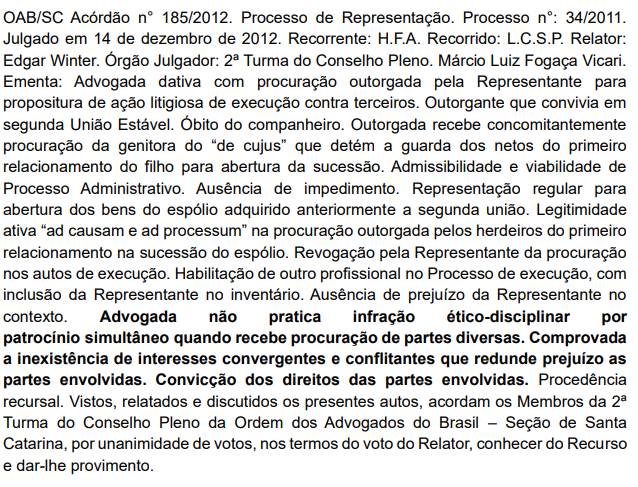 OAB/SC Acórdão n° 185/2012. Processo de Representação. Processo n°: 34/2011.
Julgado em 14 de dezembro de 2012. Recorrente: H.F.A. Recorrido: L.C.S.P. Relator:
Edgar Winter. Órgão Julgador: 2ª Turma do Conselho Pleno. Márcio Luiz Fogaça Vicari.
Ementa: Advogada dativa com procuração outorgada pela Representante para
propositura de ação litigiosa de execução contra terceiros. Outorgante que convivia em
segunda União Estável. Óbito do companheiro. Outorgada recebe concomitantemente
procuração da genitora do “de cujus” que detém a guarda dos netos do primeiro
relacionamento do filho para abertura da sucessão. Admissibilidade e viabilidade de
Processo Administrativo. Ausência de impedimento. Representação regular para
abertura dos bens do espólio adquirido anteriormente a segunda união. Legitimidade
ativa “ad causam e ad processum” na procuração outorgada pelos herdeiros do primeiro
relacionamento na sucessão do espólio. Revogação pela Representante da procuração
nos autos de execução. Habilitação de outro profissional no Processo de execução, com
inclusão da Representante no inventário. Ausência de prejuízo da Representante no
contexto. Advogada não pratica infração ético-disciplinar por
patrocínio simultâneo quando recebe procuração de partes diversas. Comprovada
a inexistência de interesses convergentes e conflitantes que redunde prejuízo as
partes envolvidas. Convicção dos direitos das partes envolvidas. Procedência
recursal. Vistos, relatados e discutidos os presentes autos, acordam os Membros da 2ª
Turma do Conselho Pleno da Ordem dos Advogados do Brasil – Seção de Santa
Catarina, por unanimidade de votos, nos termos do voto do Relator, conhecer do Recurso
e dar-lhe provimento.